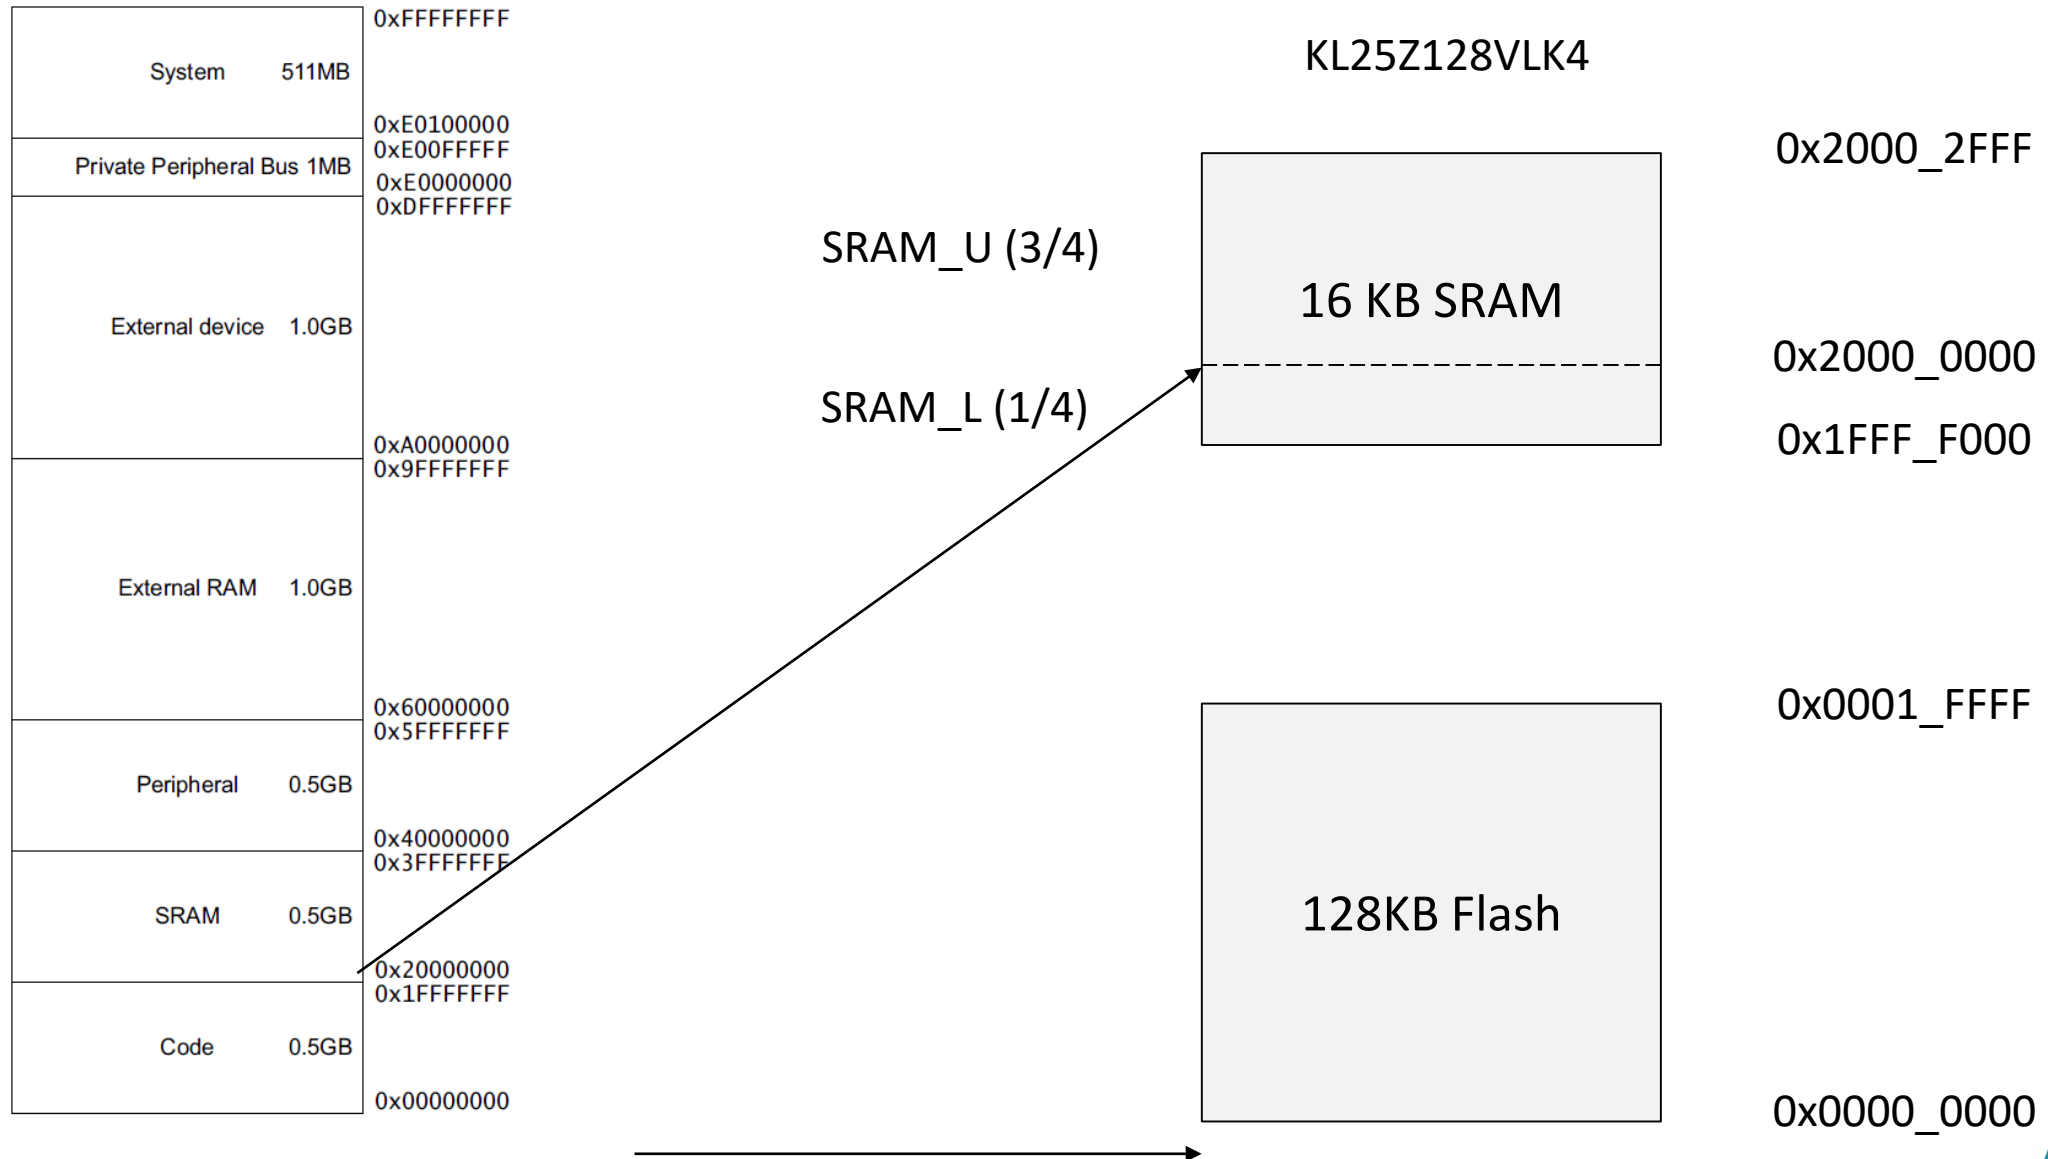 0xFFFFFFFF
System 511MB
0xE0100000
0xE00FFFFF
Private Peripheral Bus 1MB
0xE0000000
0xDFFFFFFF
External device 1.0GB
0xA0000000
0x9FFFFFFF
External RAM 1.0GB
0x60000000
0x5FFFFFFF
Peripheral 0.5GB
0x40000000
0x3FFFFFFF
SRAM 0.5GB
0x20000000
0x1FFFFFFF
Code 0.5GB
0x00000000
KL25Z128VLK4
0x2000_2FFF
SRAM_U (3/4)
16 KB SRAM
0x2000_0000
SRAM_L (1/4)
0x1FFF_F000
0x0001_FFFF
128KB Flash
0x0000_0000